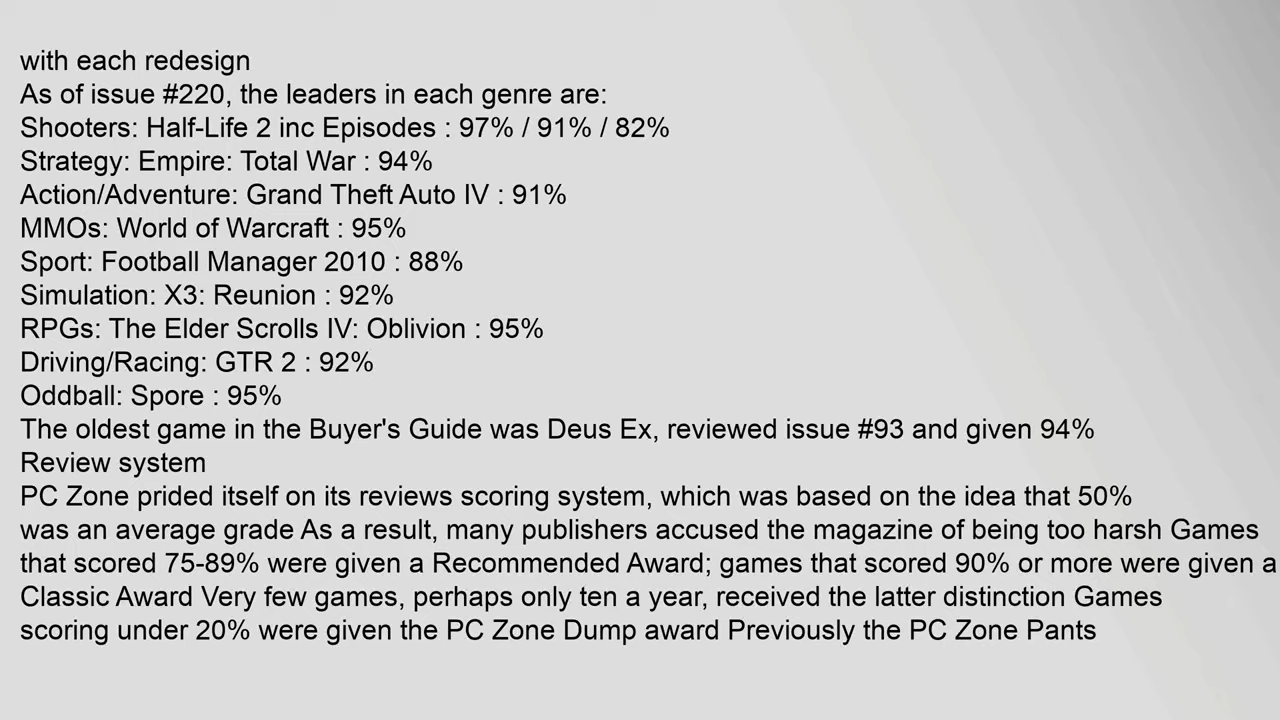 with each redesign
As of issue #220, the leaders in each genre are:
Shooters: Half-Life 2 inc Episodes : 97% / 91% / 82%
Strategy: Empire: Total War : 94%
Action/Adventure: Grand Theft Auto IV : 91%
MMOs: World of Warcraft : 95%
Sport: Football Manager 2010 : 88%
Simulation: X3: Reunion : 92%
RPGs: The Elder Scrolls IV: Oblivion : 95%
Driving/Racing: GTR 2 : 92%
Oddball: Spore : 95%
The oldest game in the Buyer's Guide was Deus Ex, reviewed issue #93 and given 94%
Review system
PC Zone prided itself on its reviews scoring system, which was based on the idea that 50%
was an average grade As a result, many publishers accused the magazine of being too harsh Games
that scored 75-89% were given a Recommended Award; games that scored 90% or more were given a
Classic Award Very few games, perhaps only ten a year, received the latter distinction Games
scoring under 20% were given the PC Zone Dump award Previously the PC Zone Pants